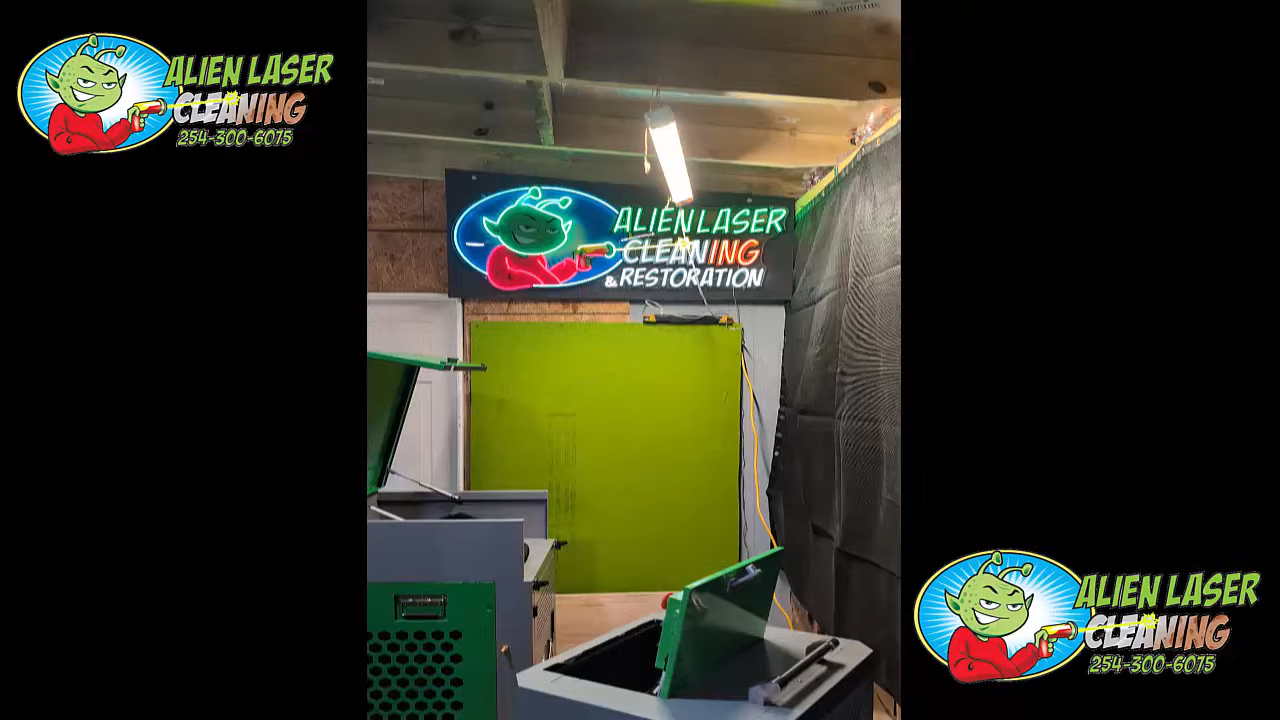 ALIEN LASER
CLEANING
254-300-6075
ALIEN LASER
CLEANING
& RESTORATION
ALIEN LASER
CLEANING
254-300-6075